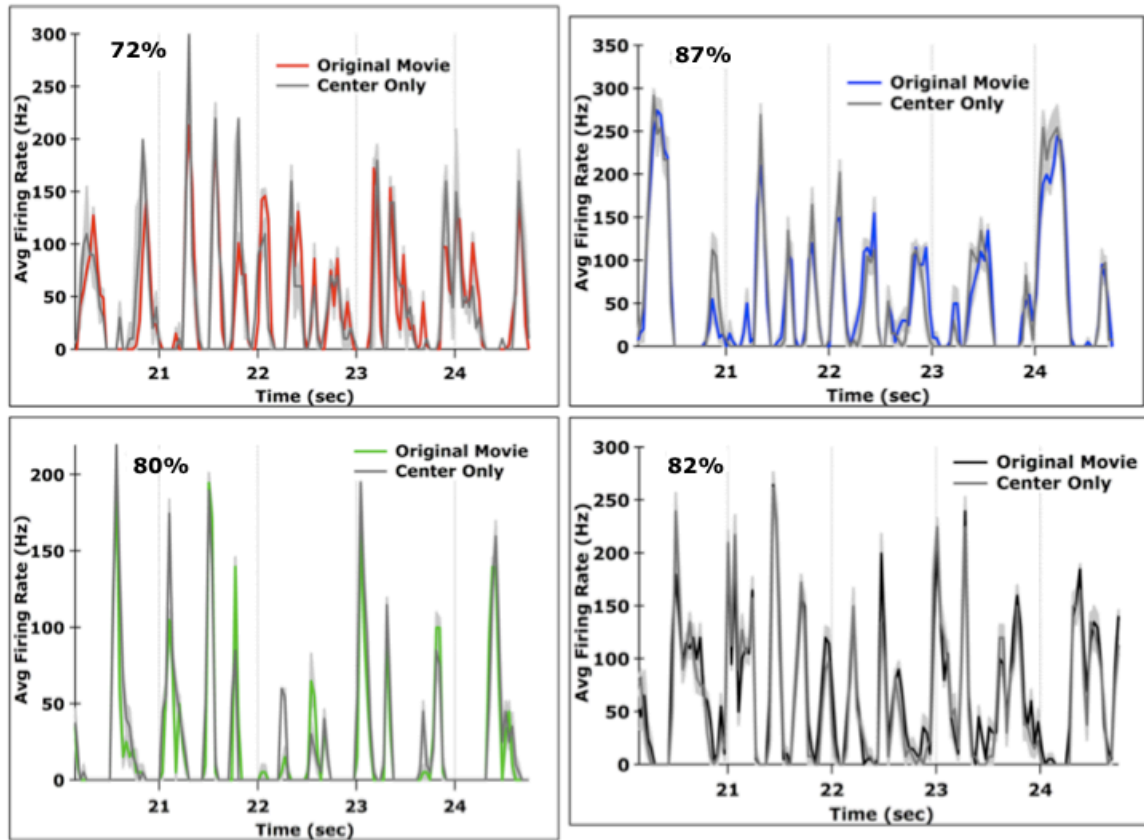 300
250
200
150
100
50
0
Avg Firing Rate (Hz)
72%
Original Movie
Center Only
21 22 23 24
Time (sec)
350
300
250
200
150
100
50
0
Avg Firing Rate (Hz)
87%
Original Movie
Center Only
21 22 23 24
Time (sec)
200
150
100
50
0
Avg Firing Rate (Hz)
80%
Original Movie
Center Only
21 22 23 24
Time (sec)
300
250
200
150
100
50
0
Avg Firing Rate (Hz)
82%
Original Movie
Center Only
21 22 23 24
Time (sec)